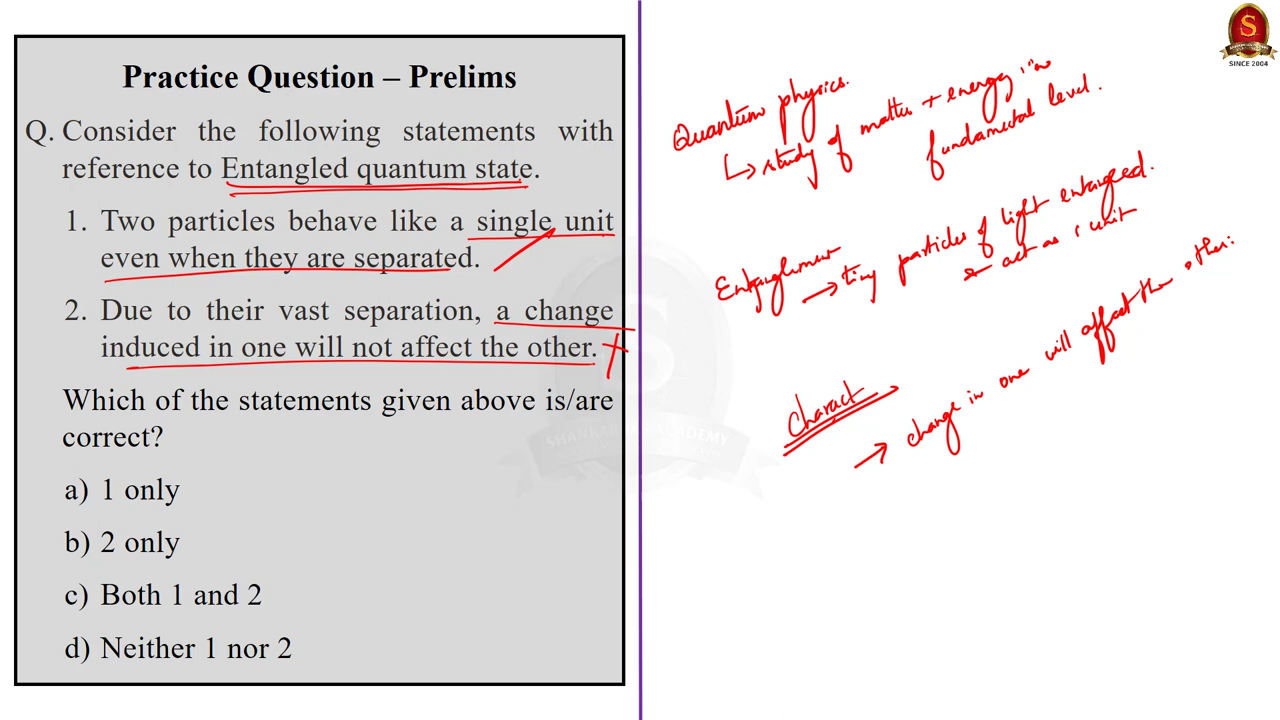 Practice Question – Prelims
Q. Consider the following statements with
reference to Entangled quantum state.
1. Two particles behave like a single unit
even when they are separated.
2. Due to their vast separation, a change
induced in one will not affect the other.
Which of the statements given above is/are
correct?
a) 1 only
b) 2 only
c) Both 1 and 2
d) Neither 1 nor 2
S
SINCE 2004
Quantum physics.
↳ study of matter + energy in
fundamental level.
Entanglement
→ tiny particles of light entangled.
act as 1 unit
Charact
→ change in one will affect the other: